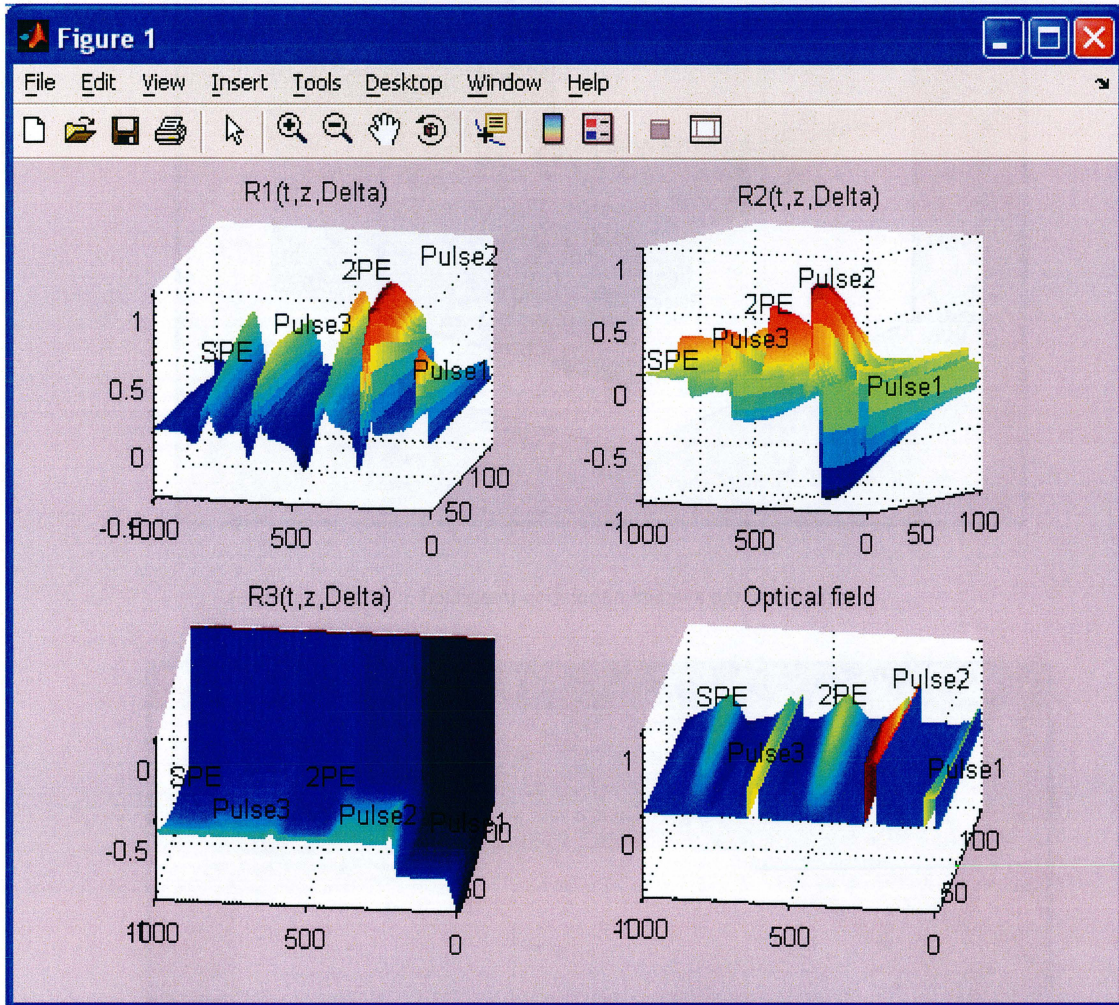 Figure 1
File Edit View Insert Tools Desktop Window Help
R1(t,z,Delta)
Pulse2
2PE
Pulse3
SPE
Pulse1
1
0.5
0
-0.5
1000
500
0
50
100
R2(t,z,Delta)
Pulse2
2PE
Pulse3
SPE
Pulse1
1
0.5
0
-0.5
-1
1000
500
0
50
100
R3(t,z,Delta)
SPE
2PE
Pulse3
Pulse2
Pulse1
0
-0.5
1000
500
0
Optical field
Pulse2
SPE
2PE
Pulse3
Pulse1
1
0
1000
500
0
50
100